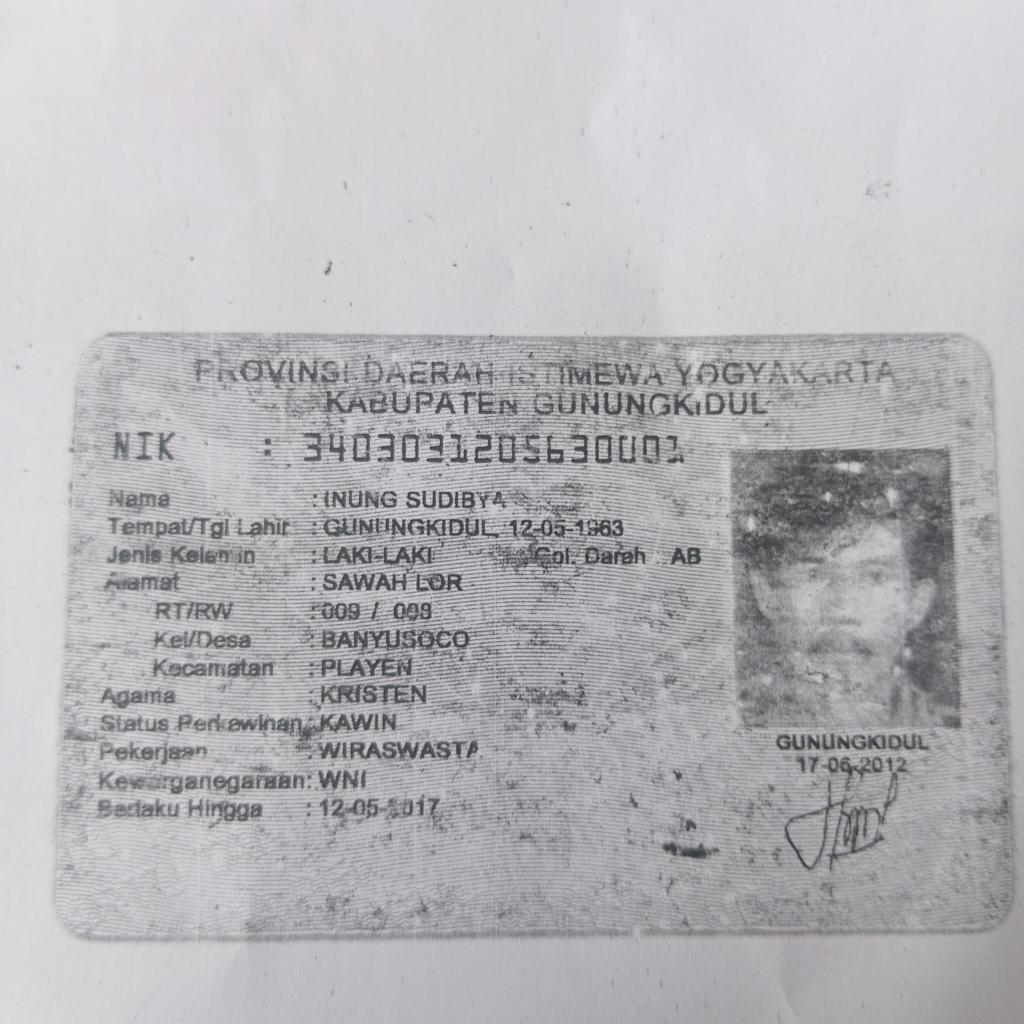 PROVINSI DAERAH ISTIMEWA YOGYAKARTA
KABUPATEN GUNUNGKIDUL
NIK : 3403031205630001
Nama : INUNG SUDIBYA
Tempat/Tgl Lahir : GUNUNGKIDUL, 12-05-1963
Jenis Kelamin : LAKI-LAKI Gol. Darah : AB
Alamat : SAWAH LOR
RT/RW : 009 / 009
Kel/Desa : BANYUSOCO
Kecamatan : PLAYEN
Agama : KRISTEN
Status Perkawinan : KAWIN
Pekerjaan : WIRASWASTA
Kewarganegaraan: WNI
Berlaku Hingga : 12-05-2017
GUNUNGKIDUL
17-06-2012